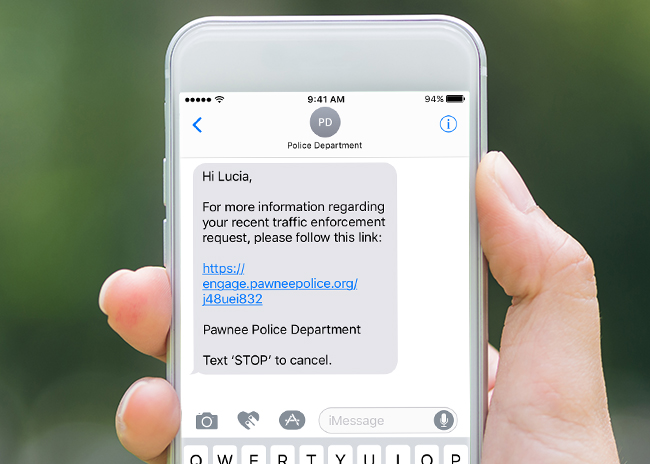 9:41 AM
94%
PD
Police Department
Hi Lucia,
For more information regarding
your recent traffic enforcement
request, please follow this link:
https://
engage.pawneepolice.org/
j48uei832
Pawnee Police Department
Text ‘STOP’ to cancel.
iMessage
Q W E R T Y U I O P